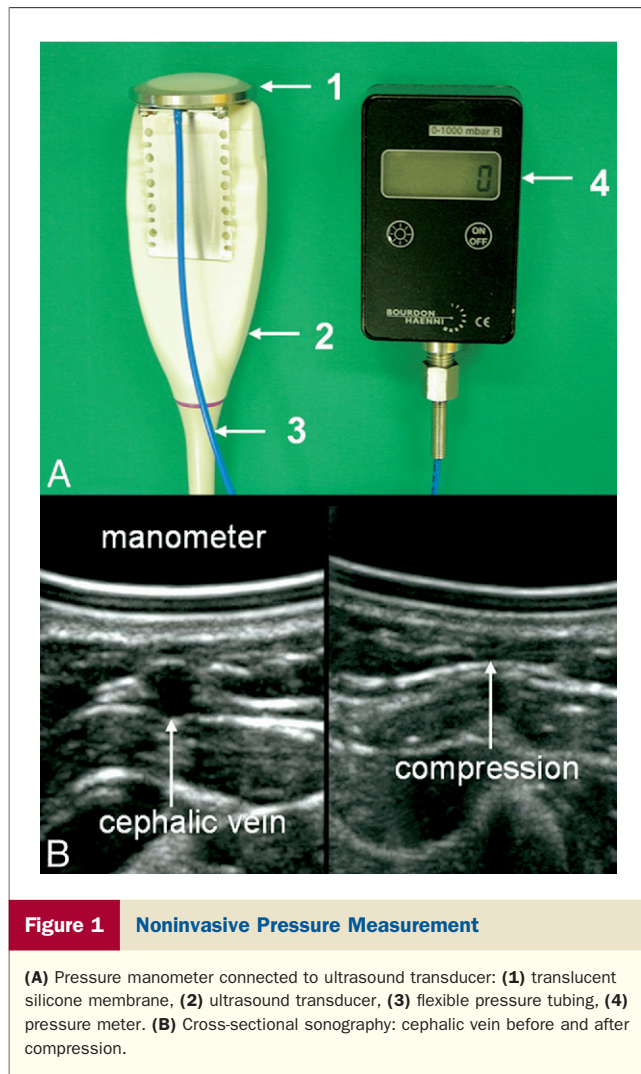 1
0-1000 mbar R
0
4
ON
OFF
BOURDON
HAENNI
CE
2
3
A
manometer
cephalic vein
compression
B
Figure 1 Noninvasive Pressure Measurement
(A) Pressure manometer connected to ultrasound transducer: (1) translucent
silicone membrane, (2) ultrasound transducer, (3) flexible pressure tubing, (4)
pressure meter. (B) Cross-sectional sonography: cephalic vein before and after
compression.